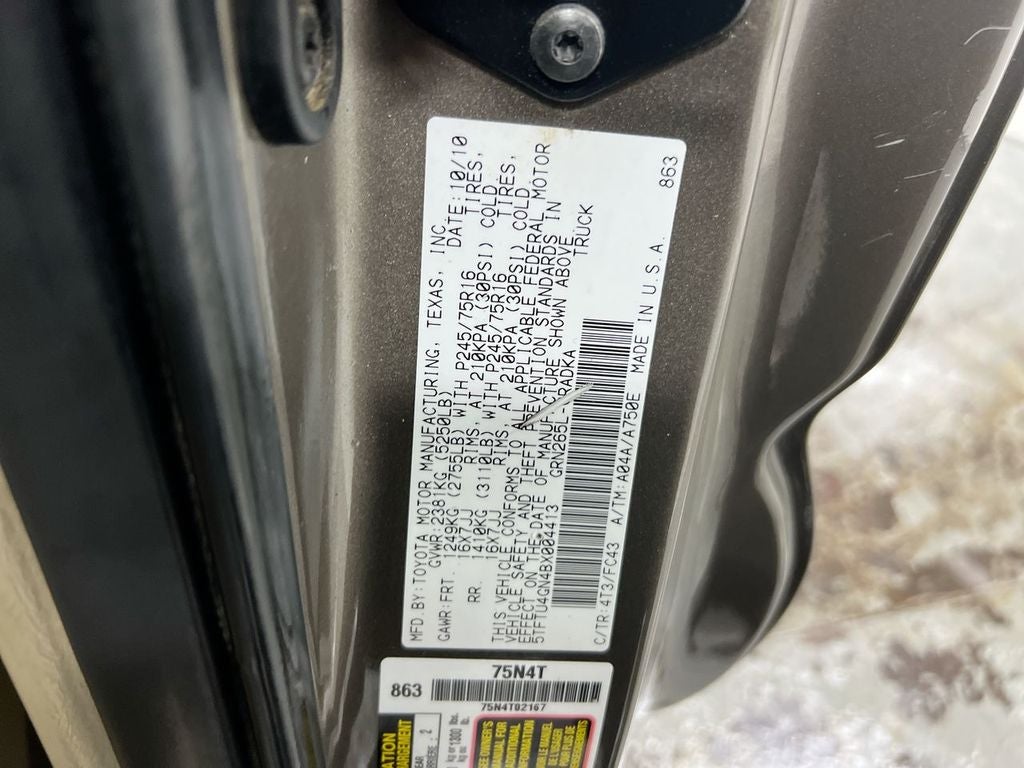 MFD BY:TOYOTA MOTOR MANUFACTURING, TEXAS, INC
GVWR:2381KG (5250LB) DATE:10/10
GAWR:FRT 1249KG (2755LB) WITH P245/75R16 TIRES,
16X7JJ RIMS, AT 210KPA (30PSI) COLD
RR. 1410KG (3110LB) WITH P245/75R16 TIRES,
16X7JJ RIMS, AT 210KPA (30PSI) COLD
THIS VEHICLE CONFORMS TO ALL APPLICABLE FEDERAL MOTOR
VEHICLE SAFETY AND THEFT PREVENTION STANDARDS IN
EFFECT ON THE DATE OF MANUFACTURE SHOWN ABOVE
5TFTU4GN4BX004413 TRUCK
C/TR:4T3/FC43 A/TM:A04A/A750E MADE IN U.S.A. 863
75N4T
863
75N4T02167